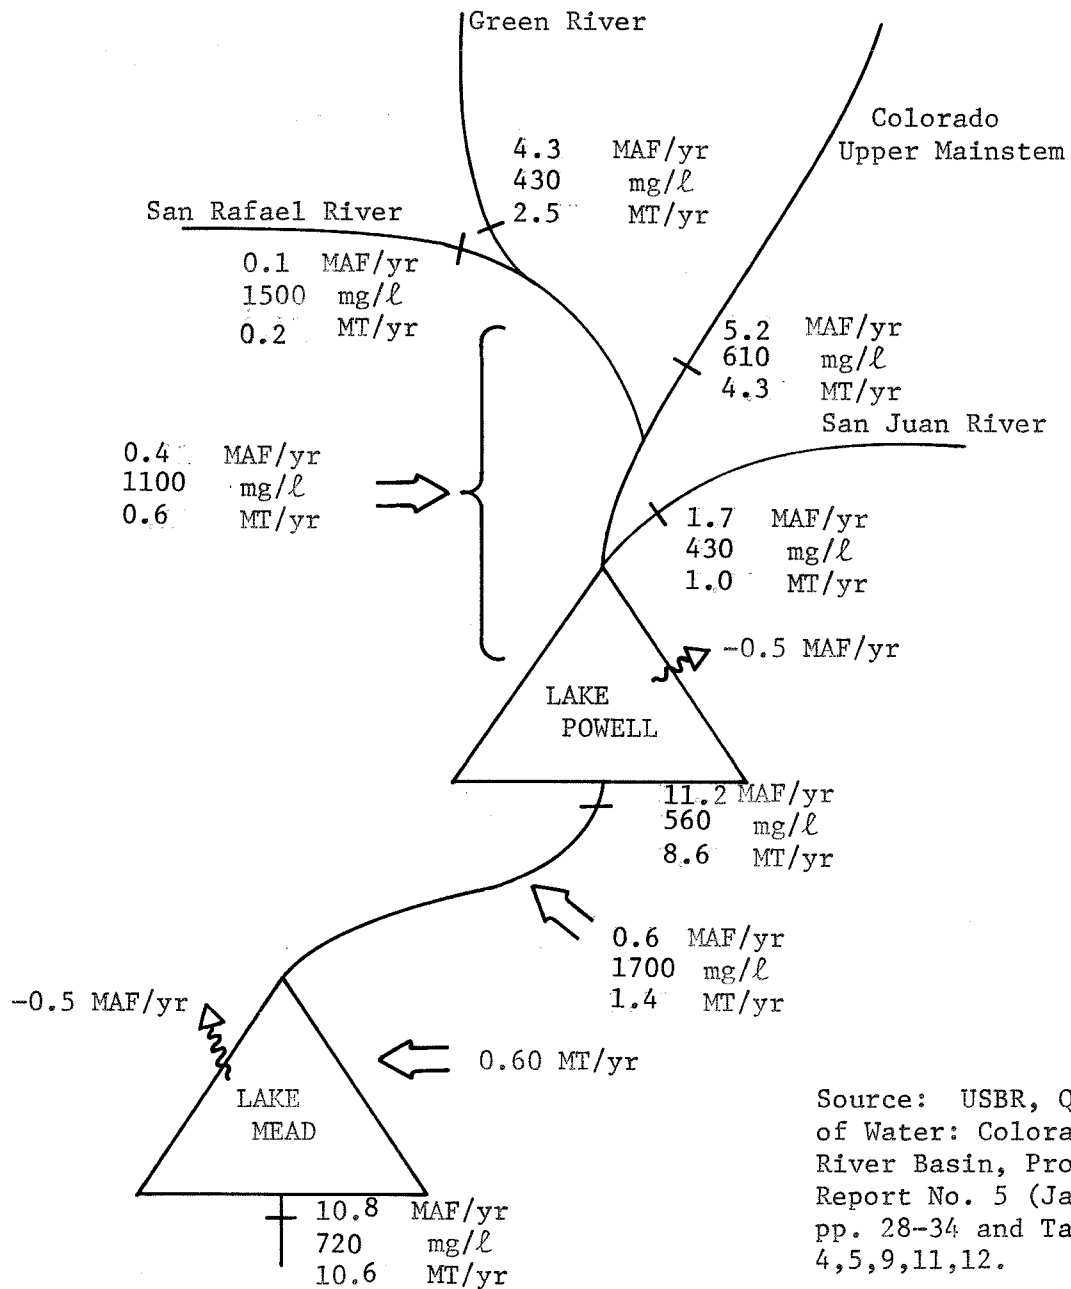 Green River
Colorado
Upper Mainstem
4.3 MAF/yr
430 mg/ℓ
2.5 MT/yr
San Rafael River
0.1 MAF/yr
1500 mg/ℓ
0.2 MT/yr
5.2 MAF/yr
610 mg/ℓ
4.3 MT/yr
San Juan River
0.4 MAF/yr
1100 mg/ℓ
0.6 MT/yr
1.7 MAF/yr
430 mg/ℓ
1.0 MT/yr
-0.5 MAF/yr
LAKE
POWELL
11.2 MAF/yr
560 mg/ℓ
8.6 MT/yr
0.6 MAF/yr
1700 mg/ℓ
1.4 MT/yr
-0.5 MAF/yr
0.60 MT/yr
LAKE
MEAD
10.8 MAF/yr
720 mg/ℓ
10.6 MT/yr
Source: USBR, Q
of Water: Colora
River Basin, Pro
Report No. 5 (Ja
pp. 28-34 and Ta
4,5,9,11,12.